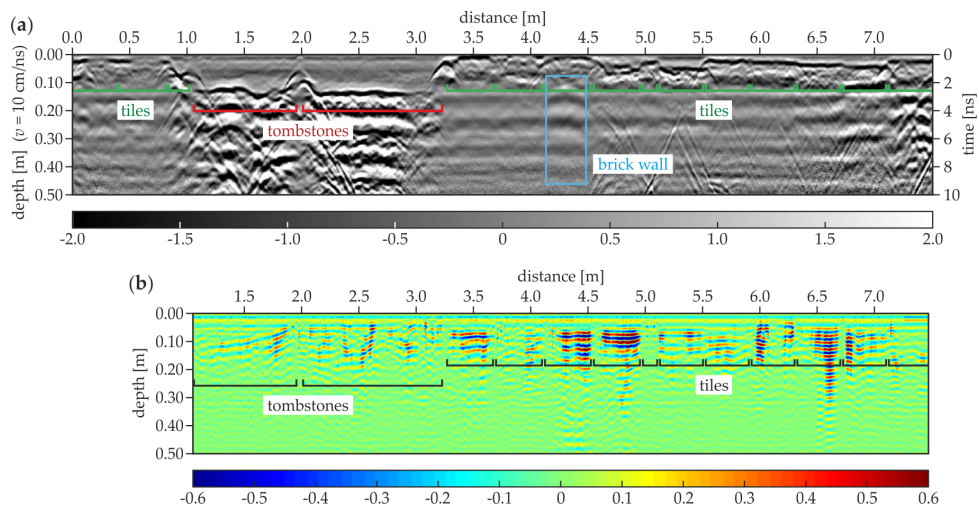 (a)
distance [m]
0.0 0.5 1.0 1.5 2.0 2.5 3.0 3.5 4.0 4.5 5.0 5.5 6.0 6.5 7.0
depth [m] (v = 10 cm/ns)
0.00
0.10
0.20
0.30
0.40
0.50
0
2
4
6
8
10
time [ns]
tiles
tombstones
tiles
brick wall
-2.0 -1.5 -1.0 -0.5 0 0.5 1.0 1.5 2.0
(b)
distance [m]
1.5 2.0 2.5 3.0 3.5 4.0 4.5 5.0 5.5 6.0 6.5 7.0
depth [m]
0.00
0.10
0.20
0.30
0.40
0.50
tombstones
tiles
-0.6 -0.5 -0.4 -0.3 -0.2 -0.1 0 0.1 0.2 0.3 0.4 0.5 0.6